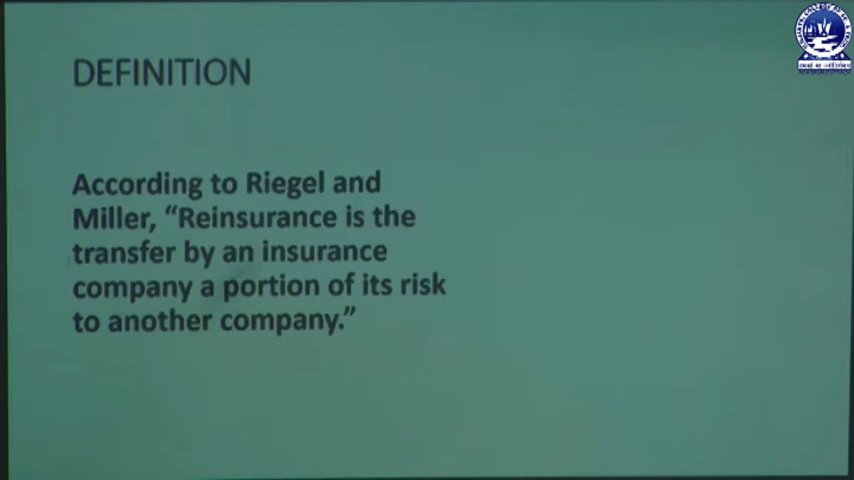 DEFINITION
According to Riegel and
Miller, “Reinsurance is the
transfer by an insurance
company a portion of its risk
to another company.”